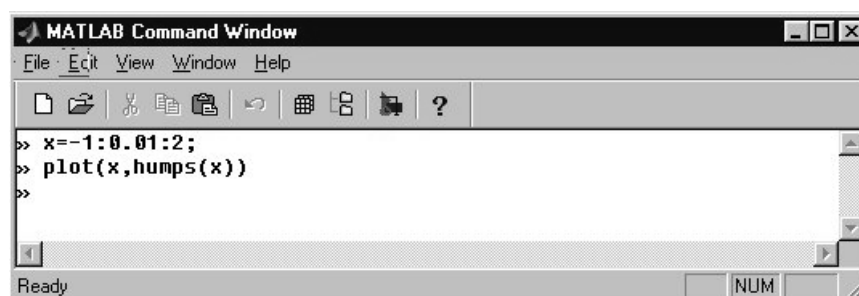 MATLAB Command Window
File Edit View Window Help
?
» x=-1:0.01:2;
» plot(x,humps(x))
»
Ready NUM